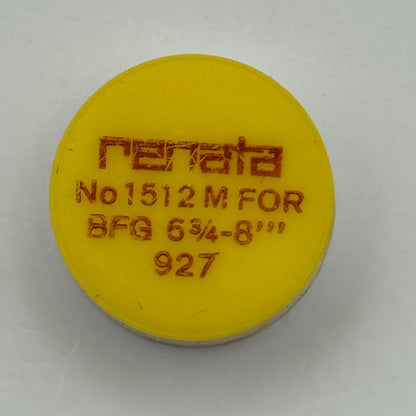 renata
No 1512 M FOR
BFG 6¾-8'''
927